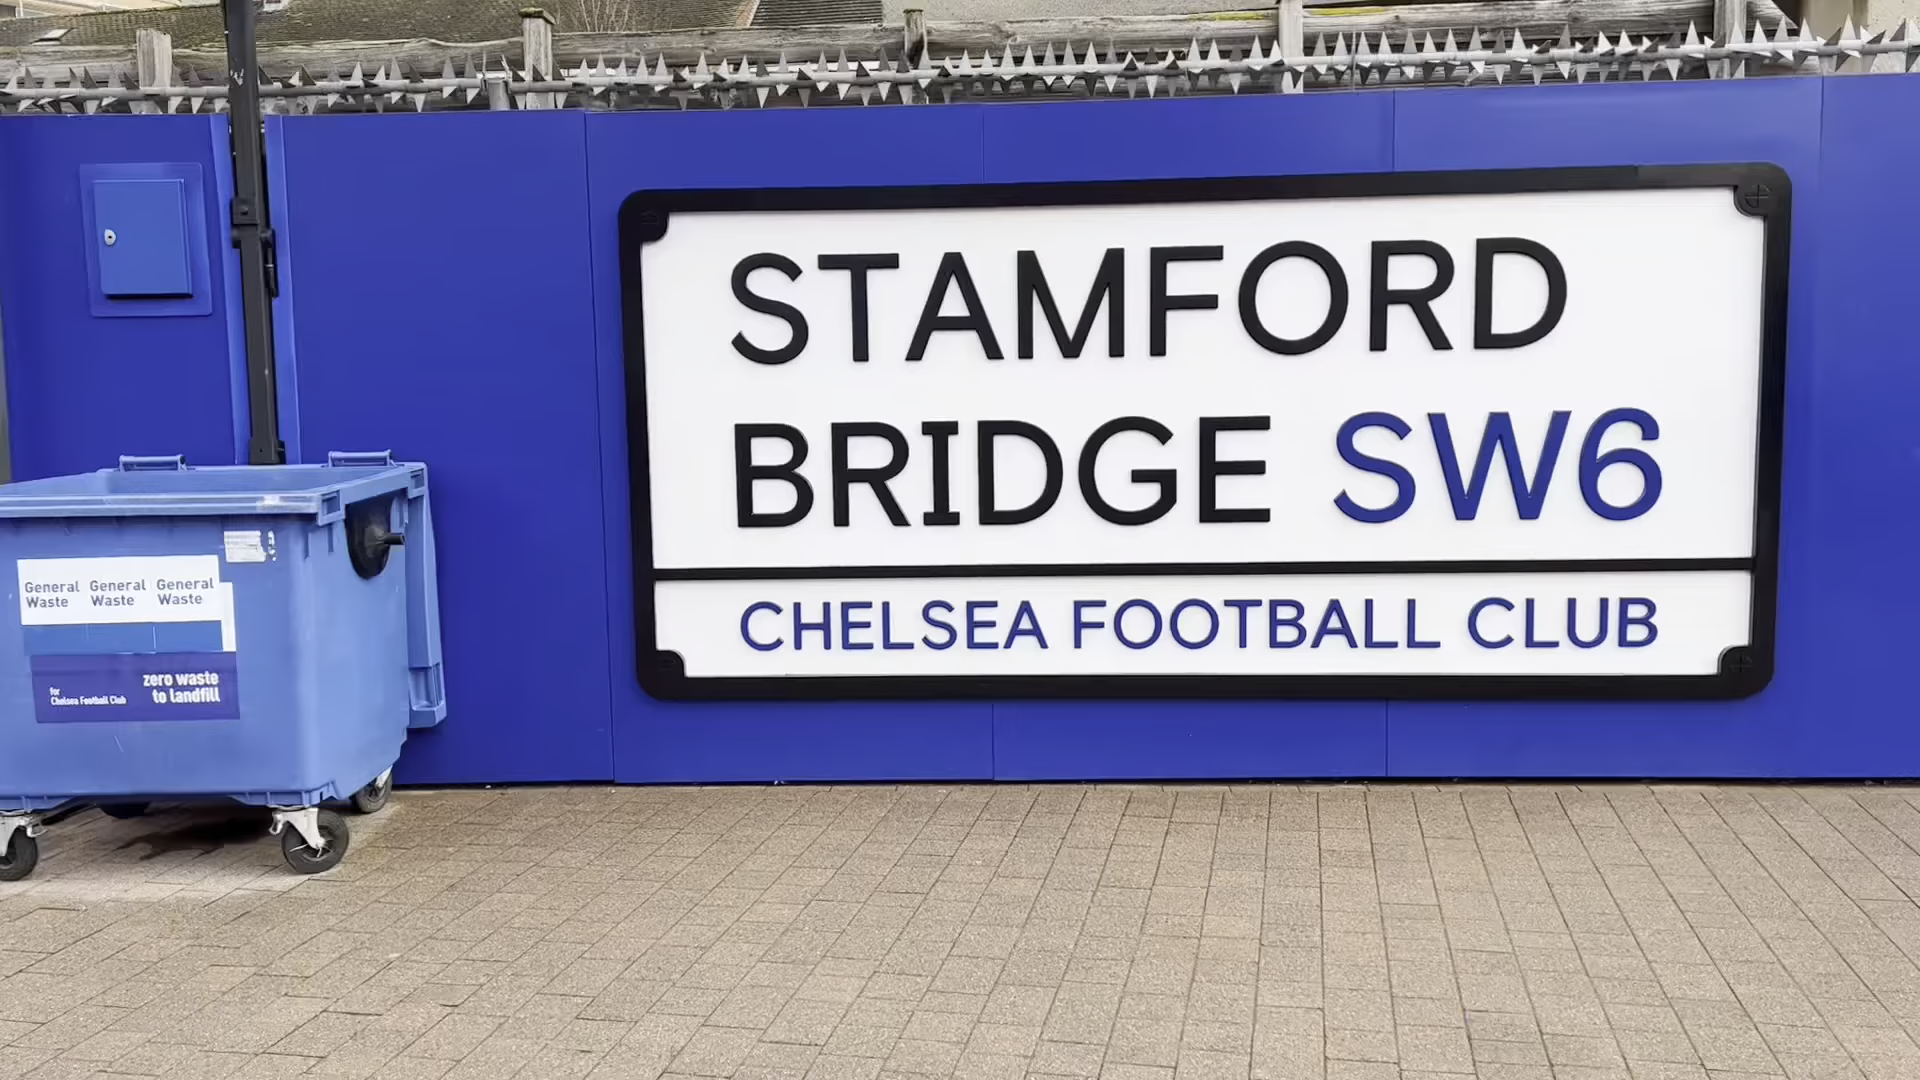 STAMFORD
BRIDGE SW6
CHELSEA FOOTBALL CLUB
General General General
Waste Waste Waste
zero waste
to landfill
for
Chelsea Football Club